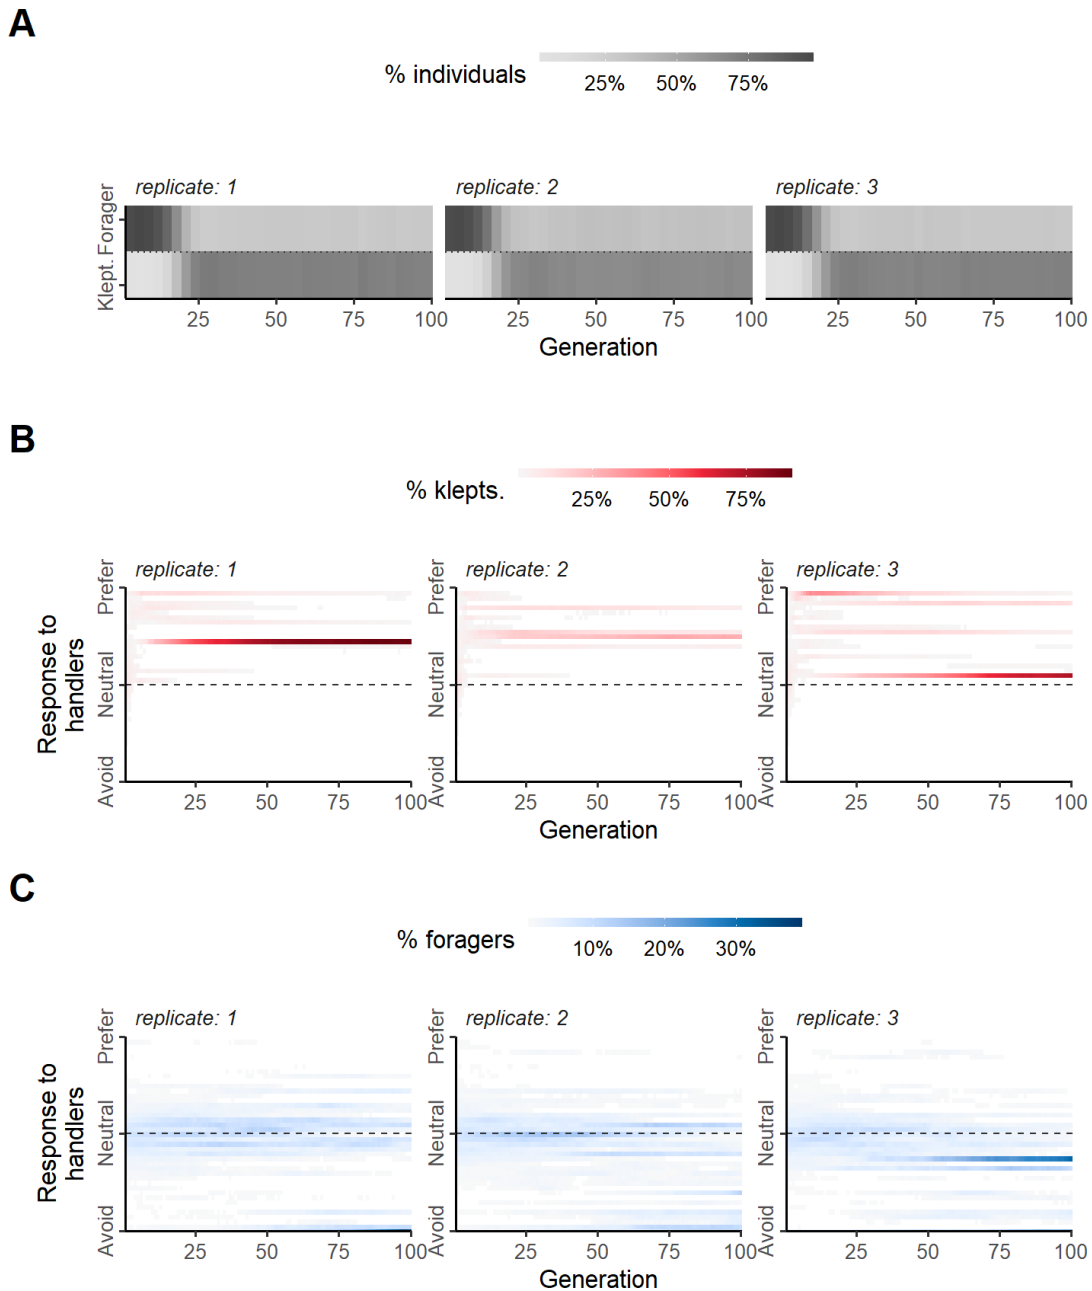 A
% individuals
25% 50% 75%
replicate: 1 replicate: 2 replicate: 3
Forager
Klept.
25 50 75 100 25 50 75 100 25 50 75 100
Generation
B
% klepts.
25% 50% 75%
replicate: 1 replicate: 2 replicate: 3
Response to
handlers
Prefer Prefer Prefer
Neutral Neutral Neutral
Avoid Avoid Avoid
25 50 75 100 25 50 75 100 25 50 75 100
Generation
C
% foragers
10% 20% 30%
replicate: 1 replicate: 2 replicate: 3
Response to
handlers
Prefer Prefer Prefer
Neutral Neutral Neutral
Avoid Avoid Avoid
25 50 75 100 25 50 75 100 25 50 75 100
Generation